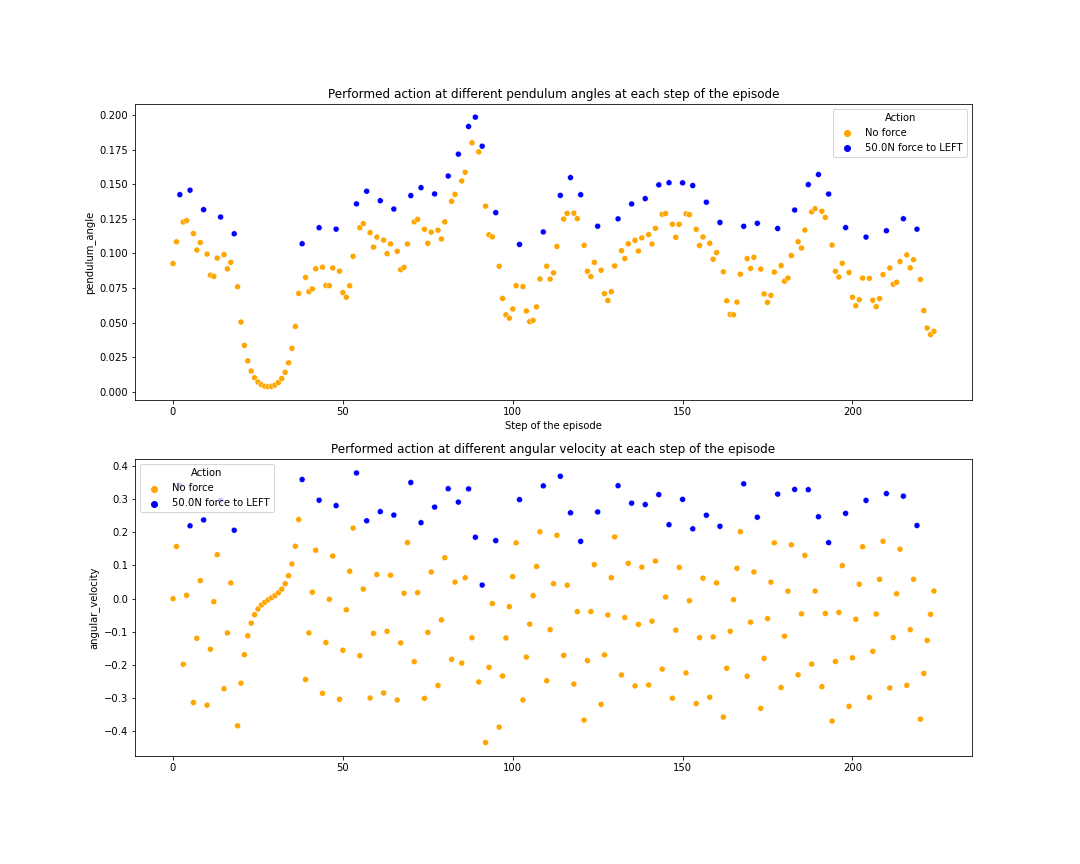 Performed action at different pendulum angles at each step of the episode
0.200
0.175
0.150
0.125
0.100
0.075
0.050
0.025
0.000
pendulum_angle
Action
No force
50.0N force to LEFT
0 50 100 150 200
Step of the episode
Performed action at different angular velocity at each step of the episode
0.4
0.3
0.2
0.1
0.0
−0.1
−0.2
−0.3
−0.4
angular_velocity
Action
No force
50.0N force to LEFT
0 50 100 150 200